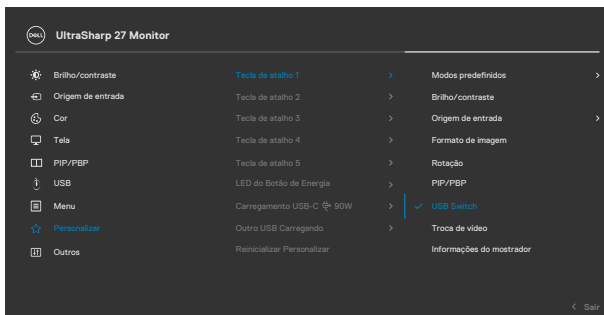 DELL UltraSharp 27 Monitor
Brilho/contraste Tecla de atalho 1 Modos predefinidos
Origem de entrada Tecla de atalho 2 Brilho/contraste
Cor Tecla de atalho 3 Origem de entrada
Tela Tecla de atalho 4 Formato de imagem
PIP/PBP Tecla de atalho 5 Rotação
USB LED do Botão de Energia PIP/PBP
Menu Carregamento USB-C 90W USB Switch
Personalizar Outro USB Carregando Troca de vídeo
Outros Reinicializar Personalizar Informações do mostrador
Sair